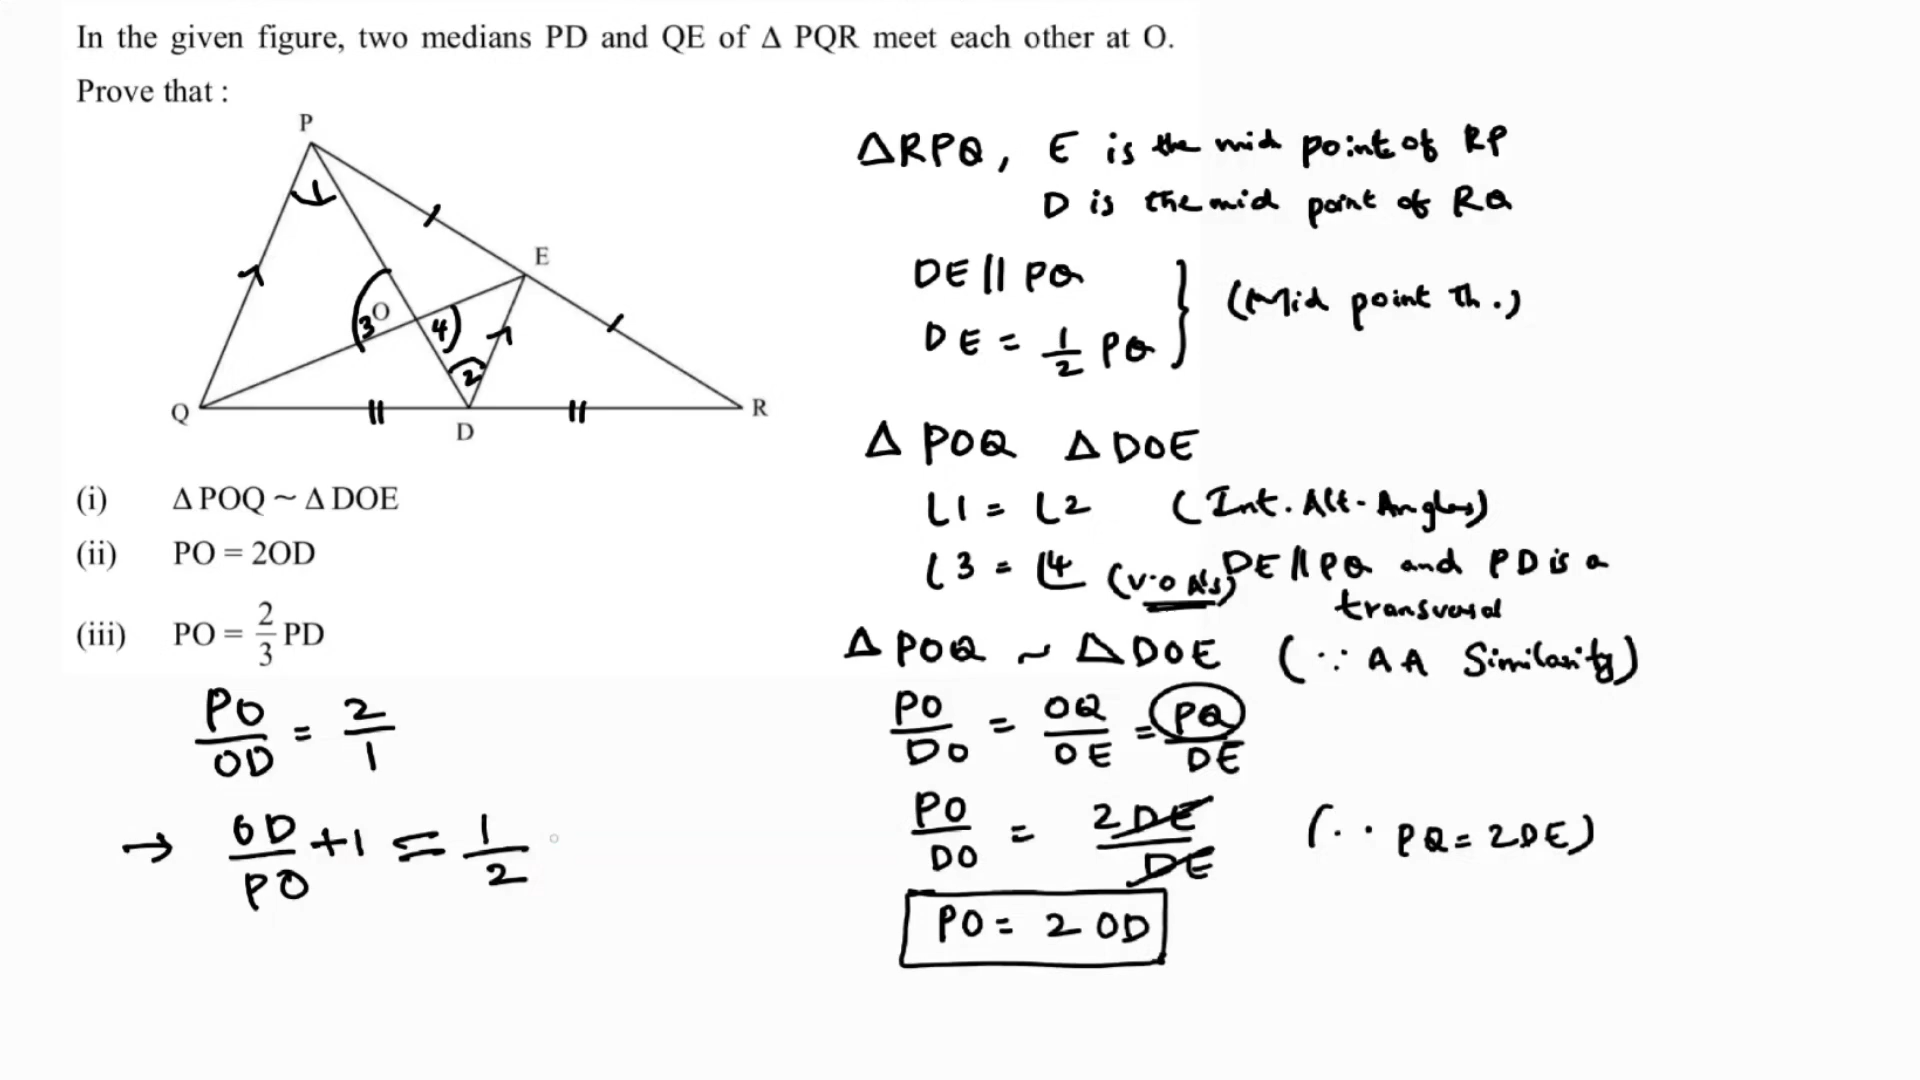 In the given figure, two medians PD and QE of Δ PQR meet each other at O.
Prove that :
P
E
O
3
4
2
1
Q
D
R
(i) Δ POQ ~ Δ DOE
(ii) PO = 2OD
(iii) PO = 2/3 PD
PO/OD = 2/1
→ OD/PO +1 = 1/2
ΔRPQ, E is the mid point of RP
D is the mid point of RQ
DE || PQ
DE = 1/2 PQ } (Mid point Th.)
Δ POQ Δ DOE
∠1 = ∠2 (Int. Alt. Angles)
∠3 = ∠4 (V.O A's) DE || PQ and PD is a
transversal
Δ POQ ~ Δ DOE (∵ AA Similarity)
PO/DO = OQ/OE = PQ/DE
PO/DO = 2DE/DE (∵ PQ = 2DE)
PO = 2 OD